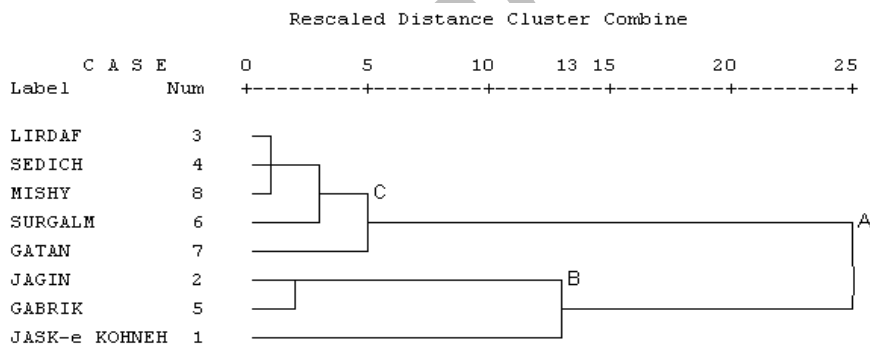 Rescaled Distance Cluster Combine
C A S E 0 5 10 13 15 20 25
Label Num +---------+---------+---------+---------+---------+
LIRDAF 3
SEDICH 4
MISHY 8 C
SURGALM 6 A
GATAN 7
JAGIN 2 B
GABRIK 5
JASK-e KOHNEH 1